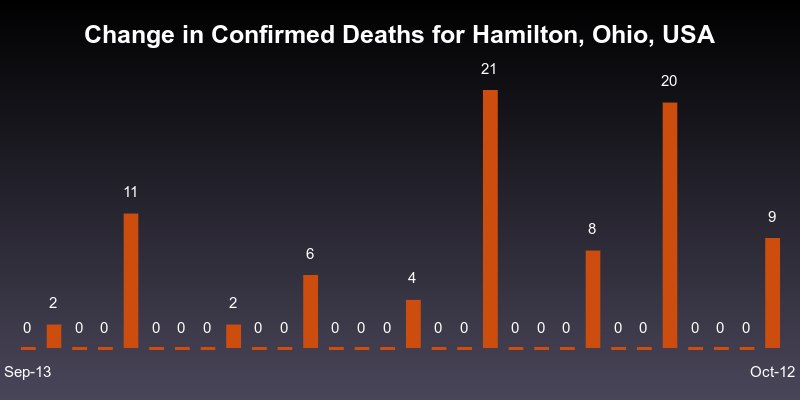 Change in Confirmed Deaths for Hamilton, Ohio, USA
0 2 0 0 11 0 0 0 2 0 0 6 0 0 0 4 0 0 21 0 0 0 8 0 0 20 0 0 0 9
Sep-13 Oct-12